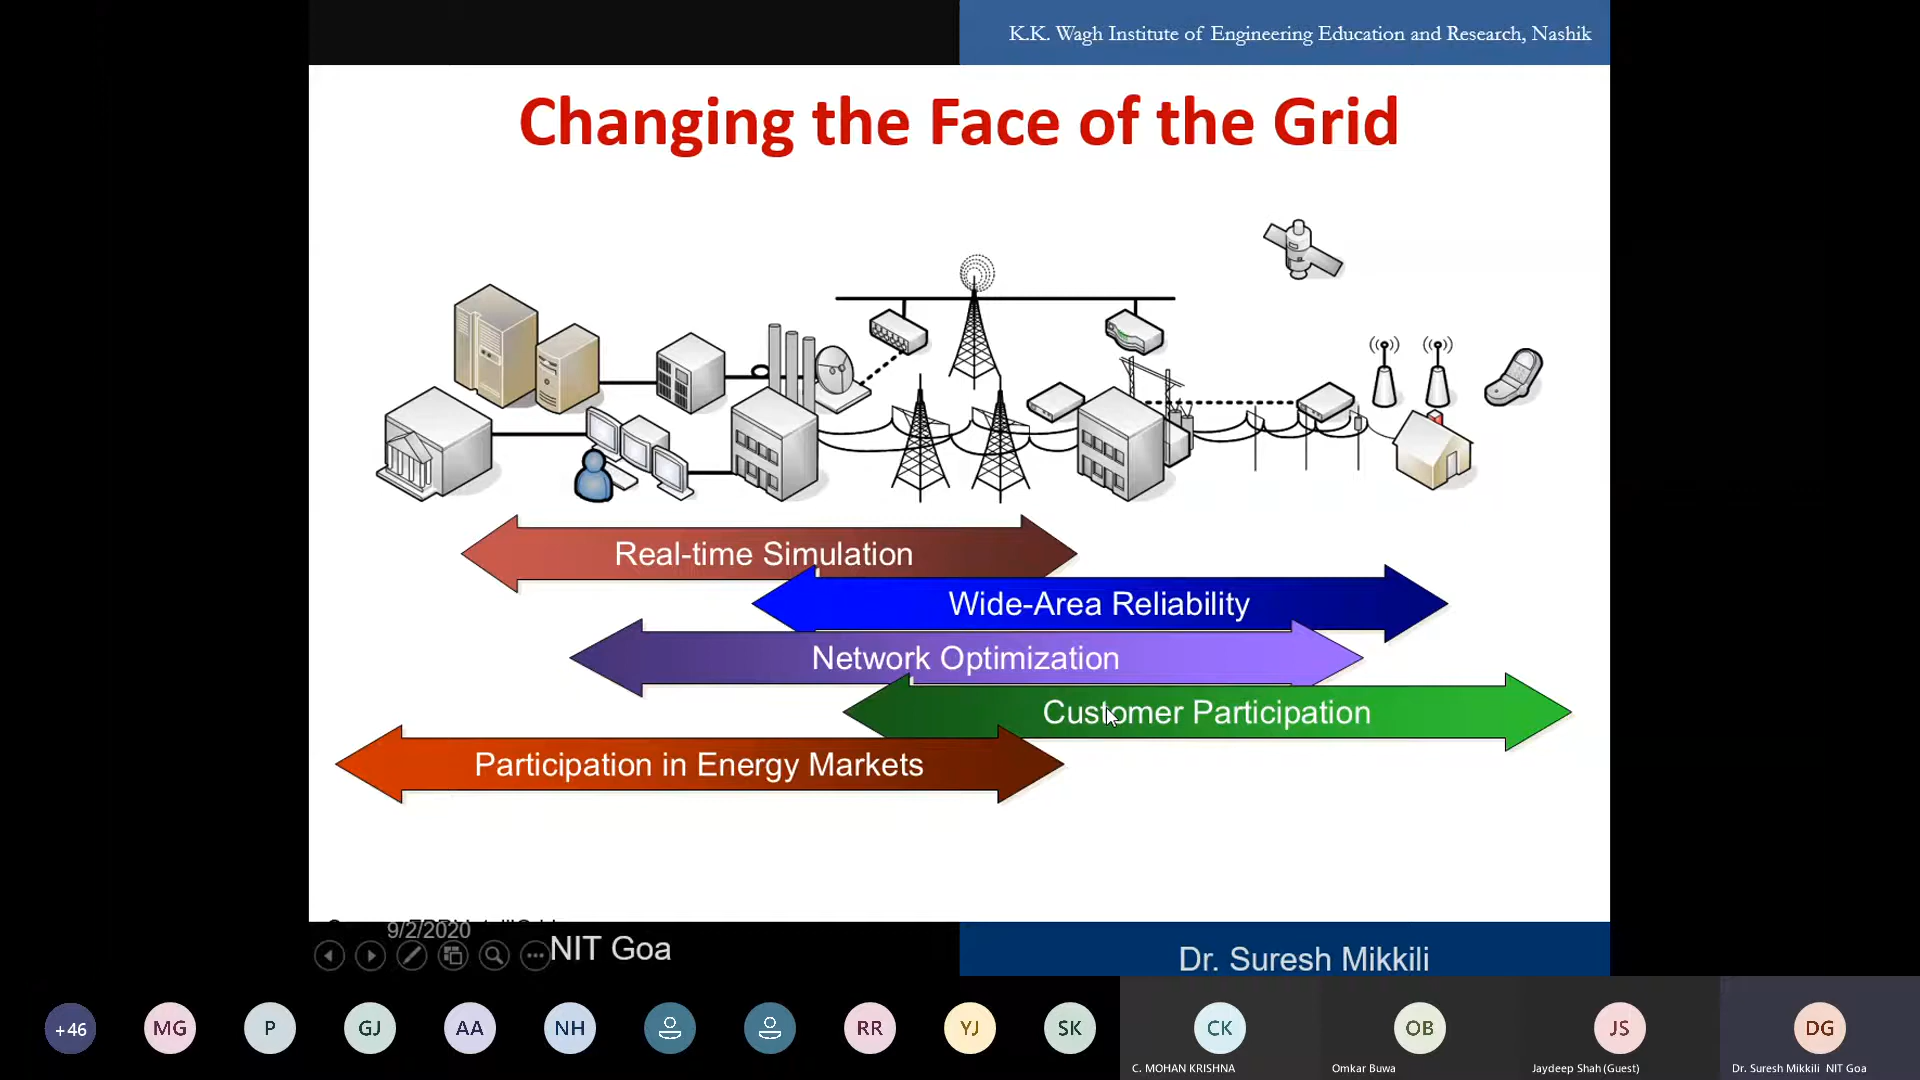 K.K. Wagh Institute of Engineering Education and Research, Nashik
Changing the Face of the Grid
Real-time Simulation
Wide-Area Reliability
Network Optimization
Customer Participation
Participation in Energy Markets
9/2/2020
NIT Goa
Dr. Suresh Mikkili
+46
MG
P
GJ
AA
NH
RR
YJ
SK
CK
OB
JS
DG
C. MOHAN KRISHNA
Omkar Buwa
Jaydeep Shah (Guest)
Dr. Suresh Mikkili NIT Goa